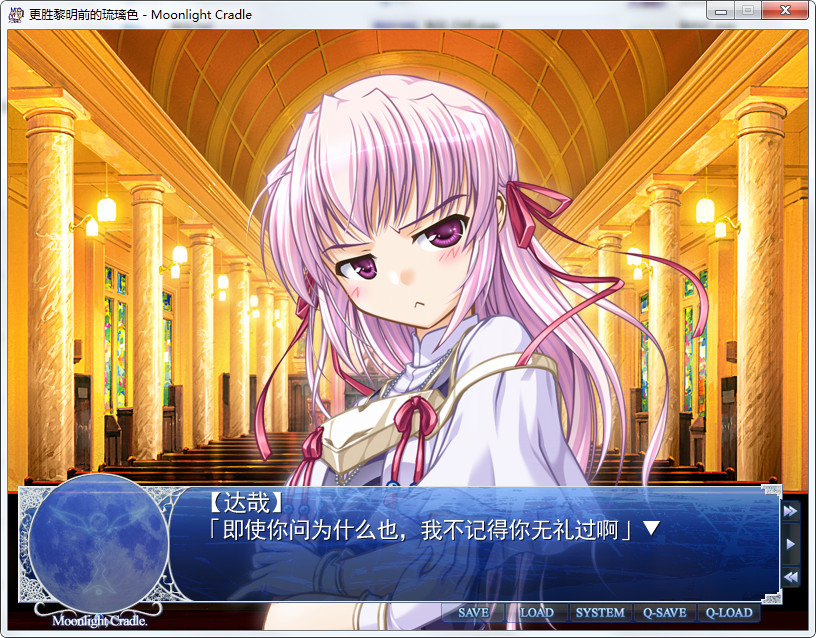 更胜黎明前的琉璃色 - Moonlight Cradle
【达哉】
「即使你问为什么也，我不记得你无礼过啊」▼
Moonlight Cradle.
SAVE LOAD SYSTEM Q-SAVE Q-LOAD